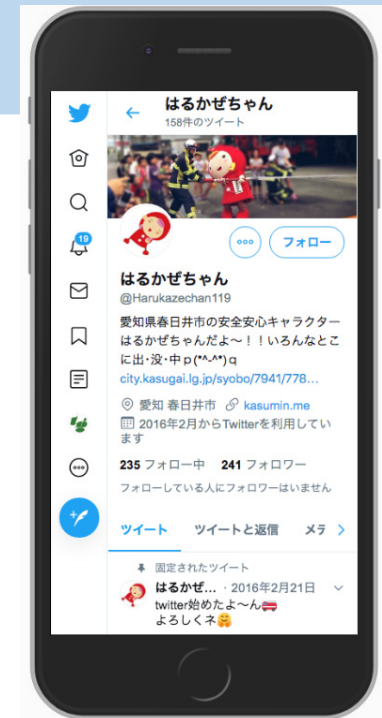 はるかぜちゃん
158件のツイート
フォロー
はるかぜちゃん
@Harukazechan119
愛知県春日井市の安全安心キャラクター
はるかぜちゃんだよ〜！！いろんなとこ
に出･没･中p(*^-^*)q
city.kasugai.lg.jp/syobo/7941/778…
愛知 春日井市 kasumin.me
2016年2月からTwitterを利用してい
ます
235 フォロー中 241 フォロワー
フォローしている人にフォロワーはいません
ツイート ツイートと返信 メデ
固定されたツイート
はるかぜ… · 2016年2月21日
twitter始めたよ〜ん🚒
よろしくネ🤗
19